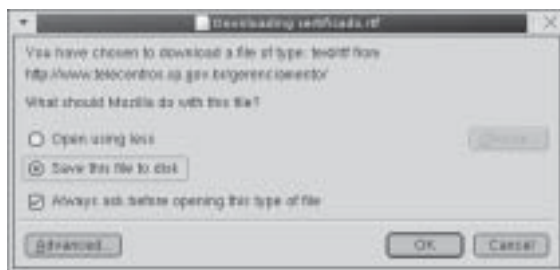 Downloading certificado.rtf
You have chosen to download a file of type: text/rtf from
http://www.telecentros.sp.gov.br/gerenciamento/
What should Mozilla do with this file?
Open using less
Choose...
Save this file to disk
Always ask before opening this type of file
Advanced...
OK
Cancel